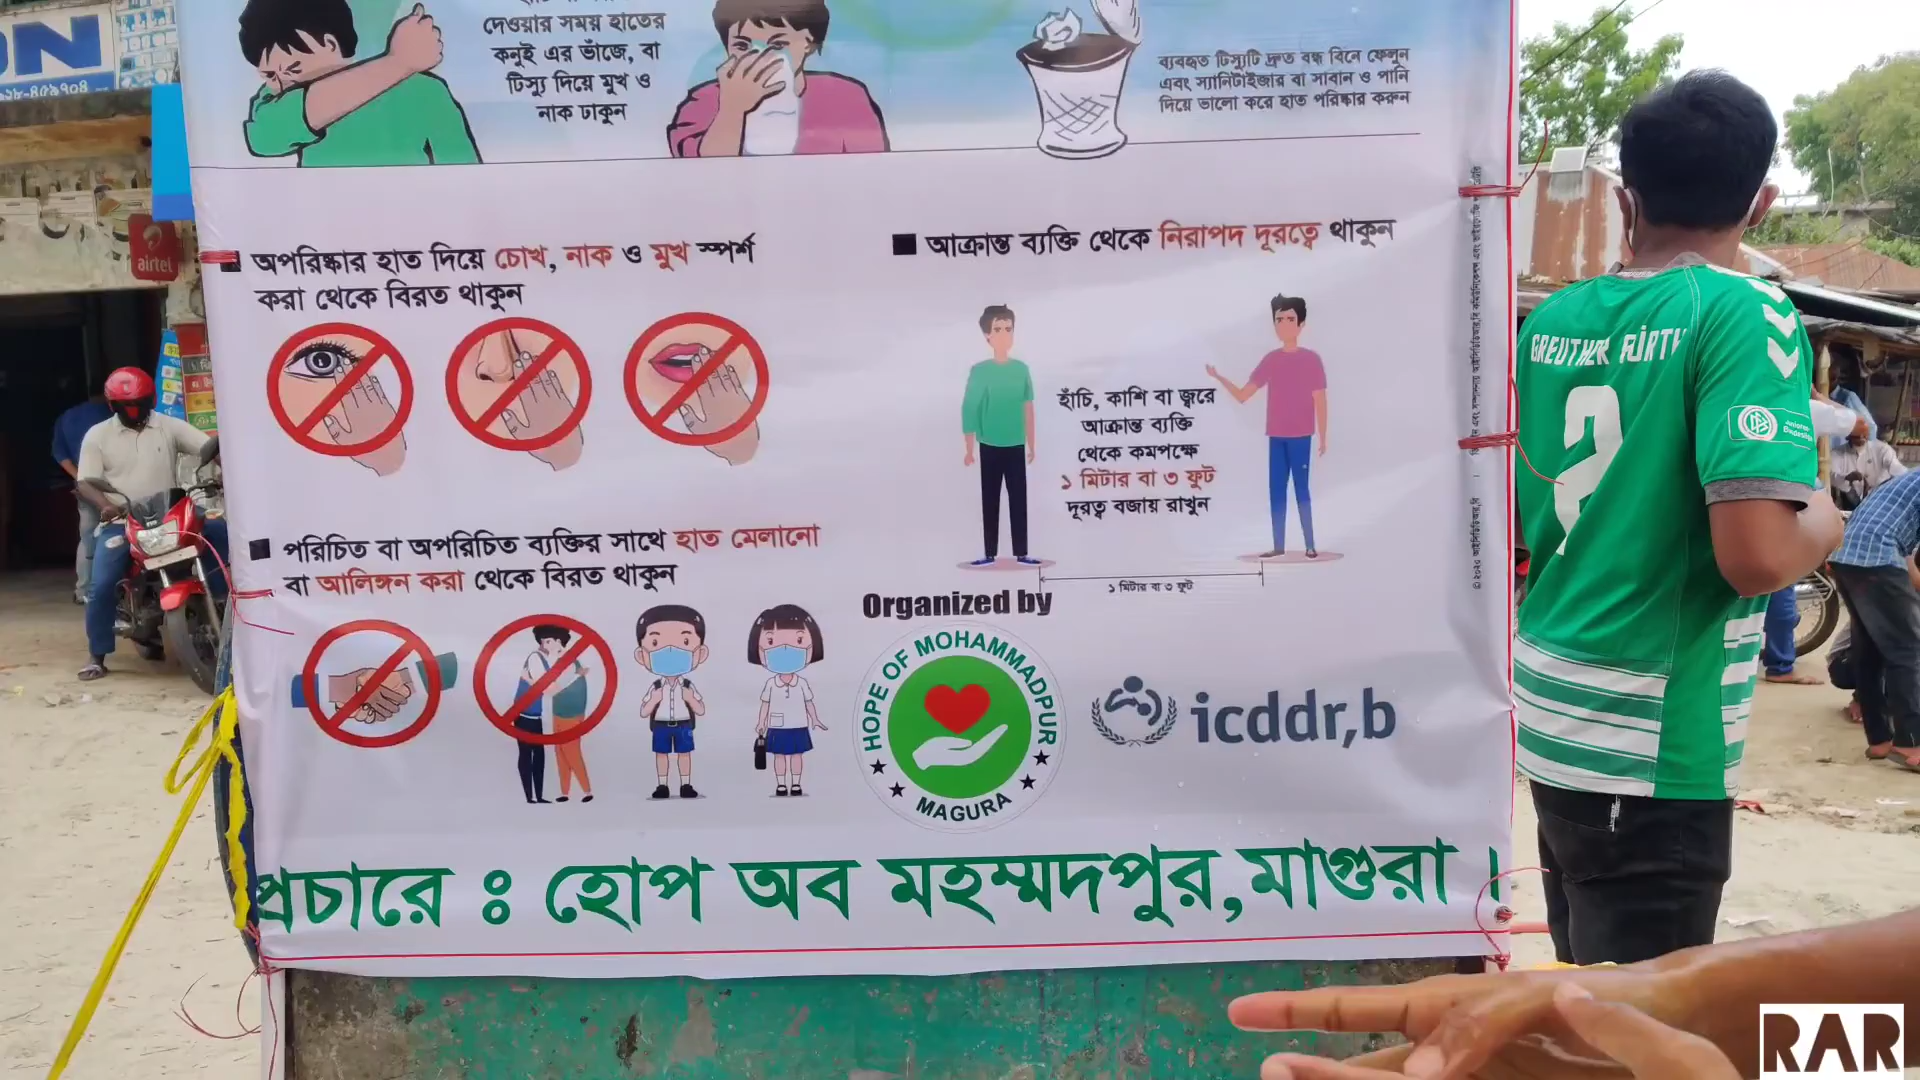 দেওয়ার সময় হাতের
কনুই এর ভাঁজে, বা
টিস্যু দিয়ে মুখ ও
নাক ঢাকুন
ব্যবহৃত টিস্যুটি দ্রুত বন্ধ বিনে ফেলুন
এবং স্যানিটাইজার বা সাবান ও পানি
দিয়ে ভালো করে হাত পরিষ্কার করুন
অপরিষ্কার হাত দিয়ে চোখ, নাক ও মুখ স্পর্শ
করা থেকে বিরত থাকুন
আক্রান্ত ব্যক্তি থেকে নিরাপদ দূরত্বে থাকুন
হাঁচি, কাশি বা জ্বরে
আক্রান্ত ব্যক্তি
থেকে কমপক্ষে
১ মিটার বা ৩ ফুট
দূরত্ব বজায় রাখুন
১ মিটার বা ৩ ফুট
পরিচিত বা অপরিচিত ব্যক্তির সাথে হাত মেলানো
বা আলিঙ্গন করা থেকে বিরত থাকুন
Organized by
HOPE OF MOHAMMADPUR
MAGURA
icddr,b
প্রচারে ঃ হোপ অব মহম্মদপুর,মাগুরা ।
airtel
GREUTHER FÜRTH
2
RAR